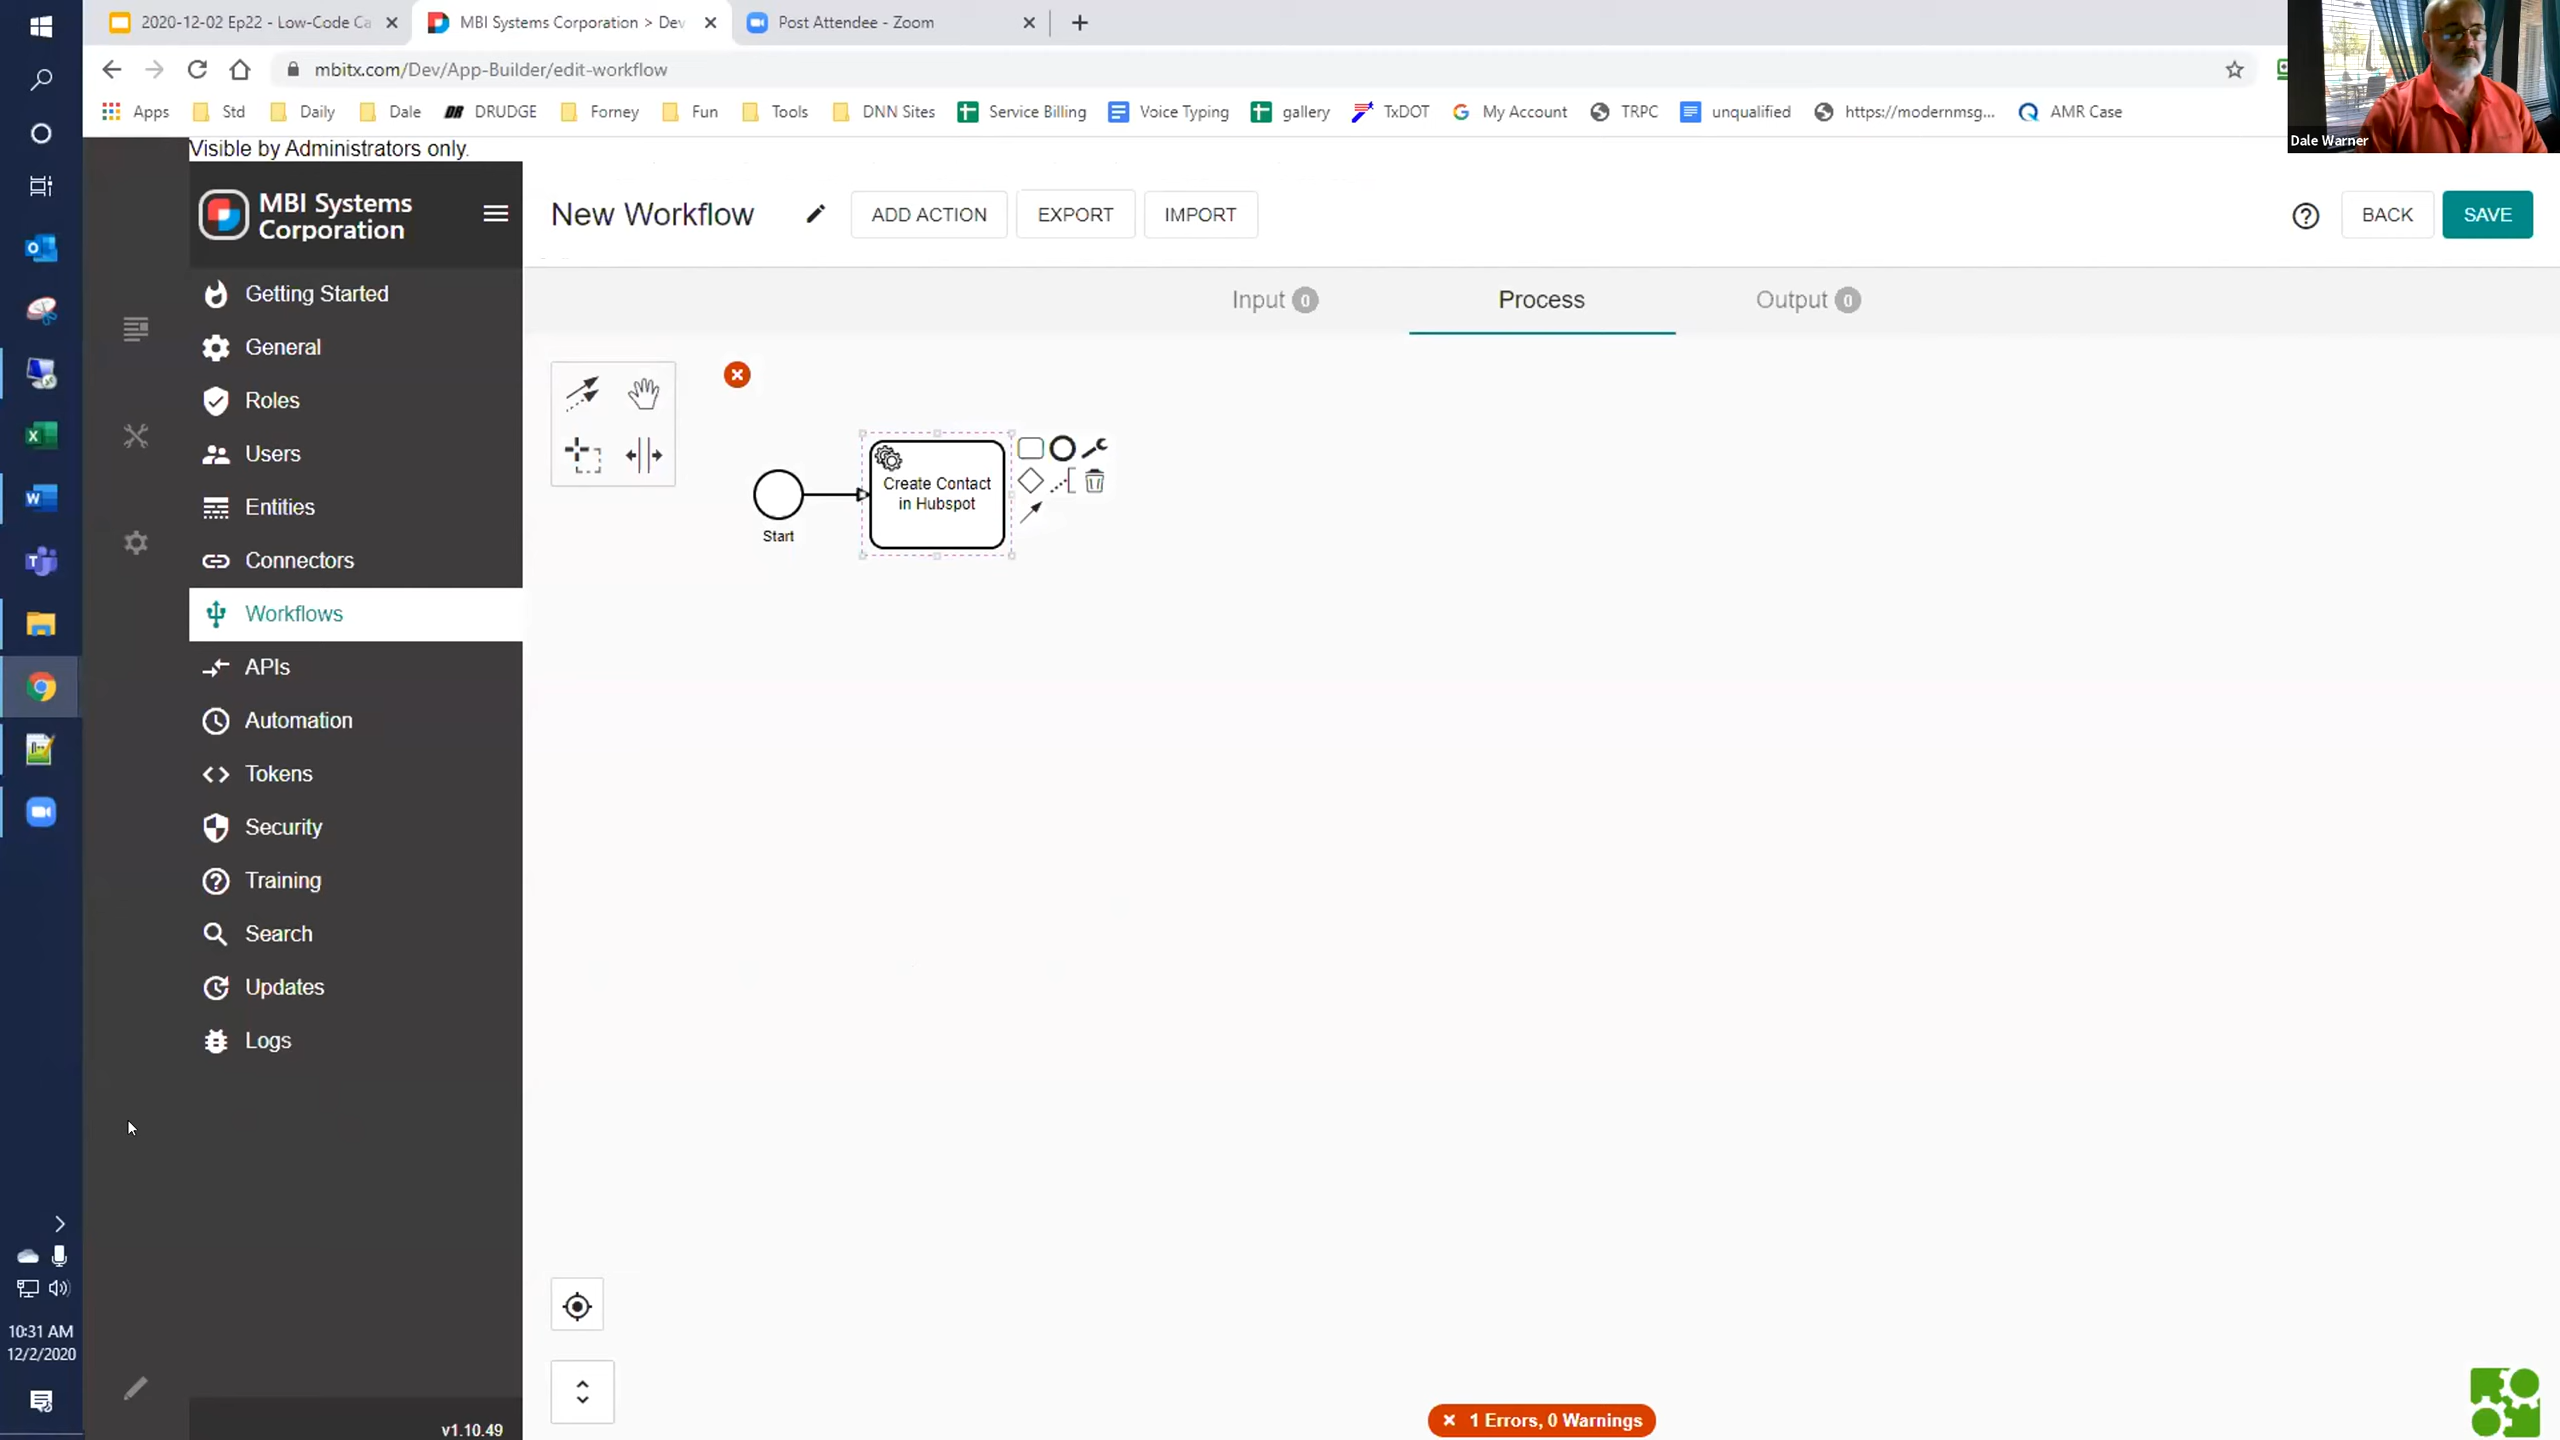 2020-12-02 Ep22 - Low-Code Ca
MBI Systems Corporation > Dev
Post Attendee - Zoom
mbitx.com/Dev/App-Builder/edit-workflow
Apps
Std
Daily
Dale
DR DRUDGE
Forney
Fun
Tools
DNN Sites
Service Billing
Voice Typing
gallery
TxDOT
My Account
TRPC
unqualified
https://modernmsg...
AMR Case
Dale Warner
Visible by Administrators only.
MBI Systems
Corporation
New Workflow
ADD ACTION
EXPORT
IMPORT
BACK
SAVE
Getting Started
General
Roles
Users
Entities
Connectors
Workflows
APIs
Automation
Tokens
Security
Training
Search
Updates
Logs
v1.10.49
Input 0
Process
Output 0
Start
Create Contact
in Hubspot
1 Errors, 0 Warnings
10:31 AM
12/2/2020